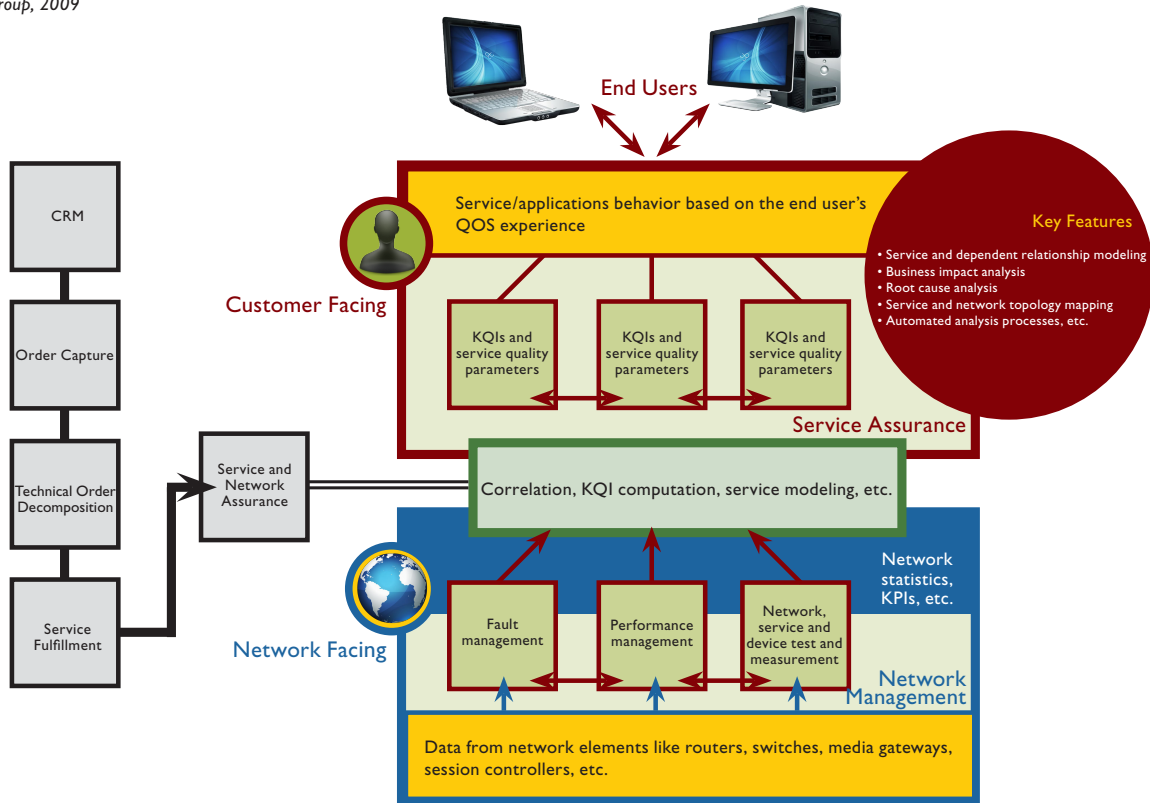 roup, 2009
End Users
CRM
Order Capture
Technical Order
Decomposition
Service
Fulfillment
Service and
Network
Assurance
Customer Facing
Service/applications behavior based on the end user's
QOS experience
KQIs and
service quality
parameters
KQIs and
service quality
parameters
KQIs and
service quality
parameters
Service Assurance
Key Features
• Service and dependent relationship modeling
• Business impact analysis
• Root cause analysis
• Service and network topology mapping
• Automated analysis processes, etc.
Correlation, KQI computation, service modeling, etc.
Network
statistics,
KPIs, etc.
Network Facing
Fault
management
Performance
management
Network,
service and
device test and
measurement
Network
Management
Data from network elements like routers, switches, media gateways,
session controllers, etc.